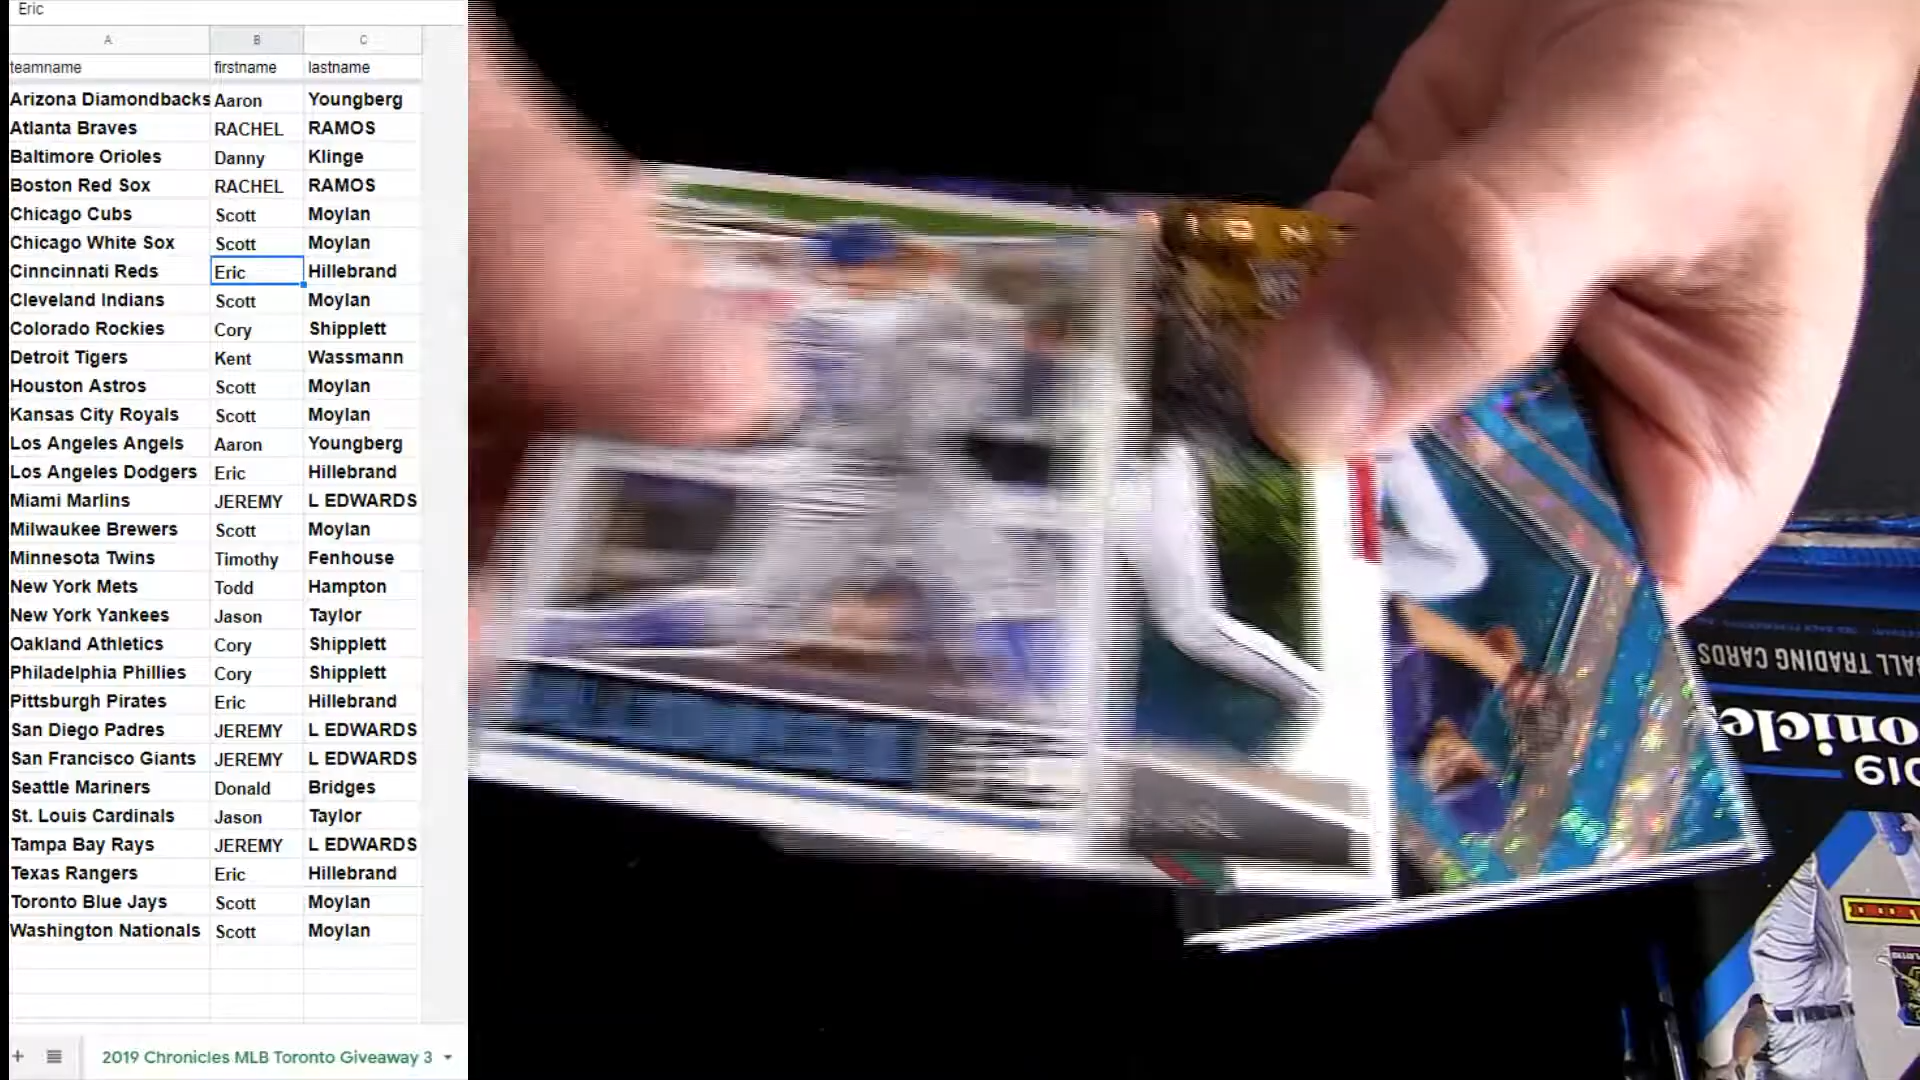 Eric
A B C
teamname firstname lastname
Arizona Diamondbacks Aaron Youngberg
Atlanta Braves RACHEL RAMOS
Baltimore Orioles Danny Klinge
Boston Red Sox RACHEL RAMOS
Chicago Cubs Scott Moylan
Chicago White Sox Scott Moylan
Cinncinnati Reds Eric Hillebrand
Cleveland Indians Scott Moylan
Colorado Rockies Cory Shipplett
Detroit Tigers Kent Wassmann
Houston Astros Scott Moylan
Kansas City Royals Scott Moylan
Los Angeles Angels Aaron Youngberg
Los Angeles Dodgers Eric Hillebrand
Miami Marlins JEREMY L EDWARDS
Milwaukee Brewers Scott Moylan
Minnesota Twins Timothy Fenhouse
New York Mets Todd Hampton
New York Yankees Jason Taylor
Oakland Athletics Cory Shipplett
Philadelphia Phillies Cory Shipplett
Pittsburgh Pirates Eric Hillebrand
San Diego Padres JEREMY L EDWARDS
San Francisco Giants JEREMY L EDWARDS
Seattle Mariners Donald Bridges
St. Louis Cardinals Jason Taylor
Tampa Bay Rays JEREMY L EDWARDS
Texas Rangers Eric Hillebrand
Toronto Blue Jays Scott Moylan
Washington Nationals Scott Moylan
+ 2019 Chronicles MLB Toronto Giveaway 3
ALL TRADING CARDS
onicle
019